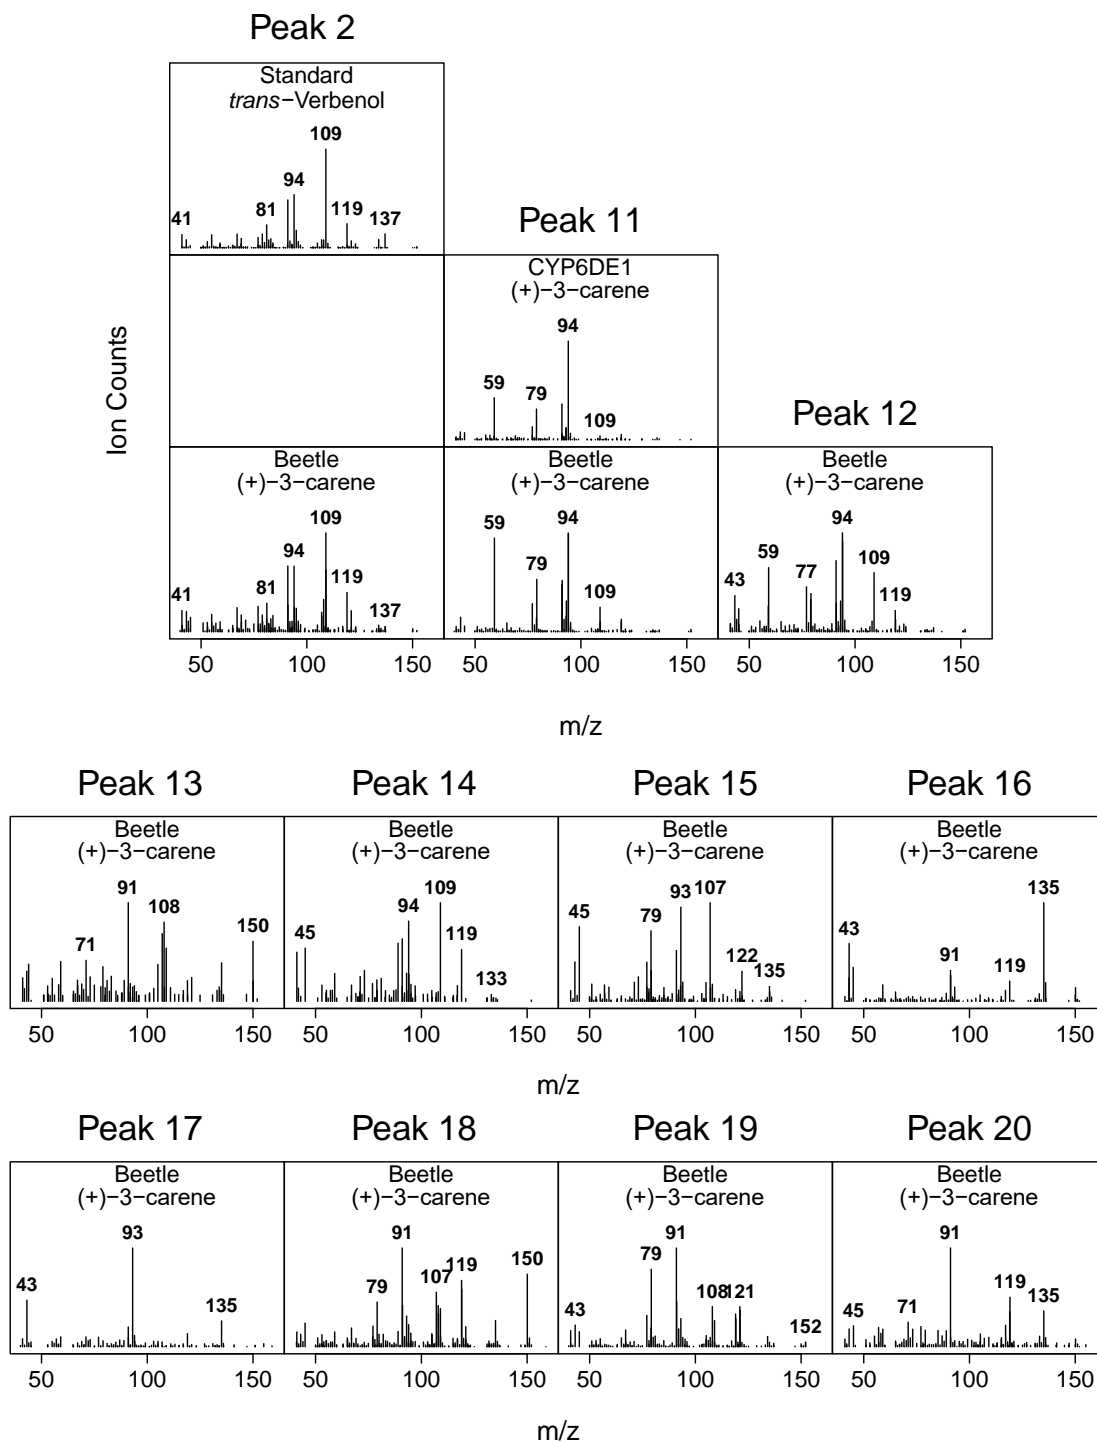 Peak 2
Standard
trans−Verbenol
109
94
41
81
119
137
Peak 11
CYP6DE1
(+)−3−carene
94
59
79
109
Peak 12
Ion Counts
Beetle
(+)−3−carene
109
94
41
81
119
137
Beetle
(+)−3−carene
59
94
79
109
Beetle
(+)−3−carene
94
59
43
77
109
119
50 100 150
50 100 150
50 100 150
m/z
Peak 13
Peak 14
Peak 15
Peak 16
Beetle
(+)−3−carene
91
108
71
150
Beetle
(+)−3−carene
109
94
45
119
133
Beetle
(+)−3−carene
93 107
45
79
122
135
Beetle
(+)−3−carene
135
43
91
119
50 100 150
50 100 150
50 100 150
50 100 150
m/z
Peak 17
Peak 18
Peak 19
Peak 20
Beetle
(+)−3−carene
93
43
135
Beetle
(+)−3−carene
91
79
107
119
150
Beetle
(+)−3−carene
91
79
43
108
121
152
Beetle
(+)−3−carene
91
45
71
119
135
50 100 150
50 100 150
50 100 150
50 100 150
m/z